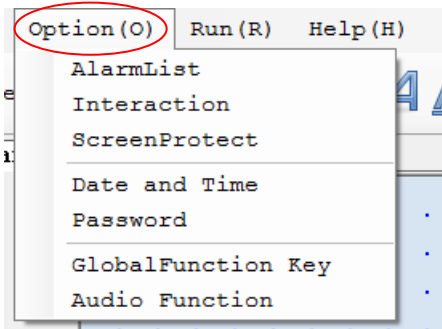 Option(O) Run(R) Help(H)
AlarmList
Interaction
ScreenProtect
Date and Time
Password
GlobalFunction Key
Audio Function